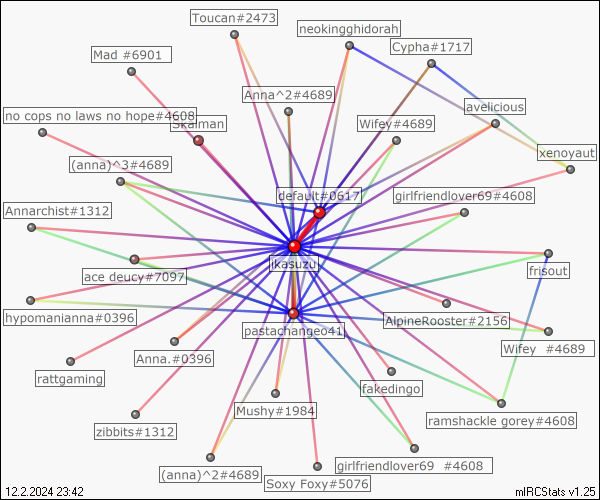 Toucan#2473
neokingghidorah
Cypha#1717
Mad #6901
Anna^2#4689
avelicious
no cops no laws no hope#4608
Skalman
Wifey#4689
xenoyaut
(anna)^3#4689
default#0617
girlfriendlover69#4608
Annarchist#1312
ikasuzu
frisout
ace deucy#7097
hypomanianna#0396
pastachange041
AlpineRooster#2156
Wifey  #4689
Anna.#0396
rattgaming
fakedingo
Mushy#1984
ramshackle gorey#4608
zibbits#1312
(anna)^2#4689
Soxy Foxy#5076
girlfriendlover69  #4608
12.2.2024 23:42
mIRCStats v1.25